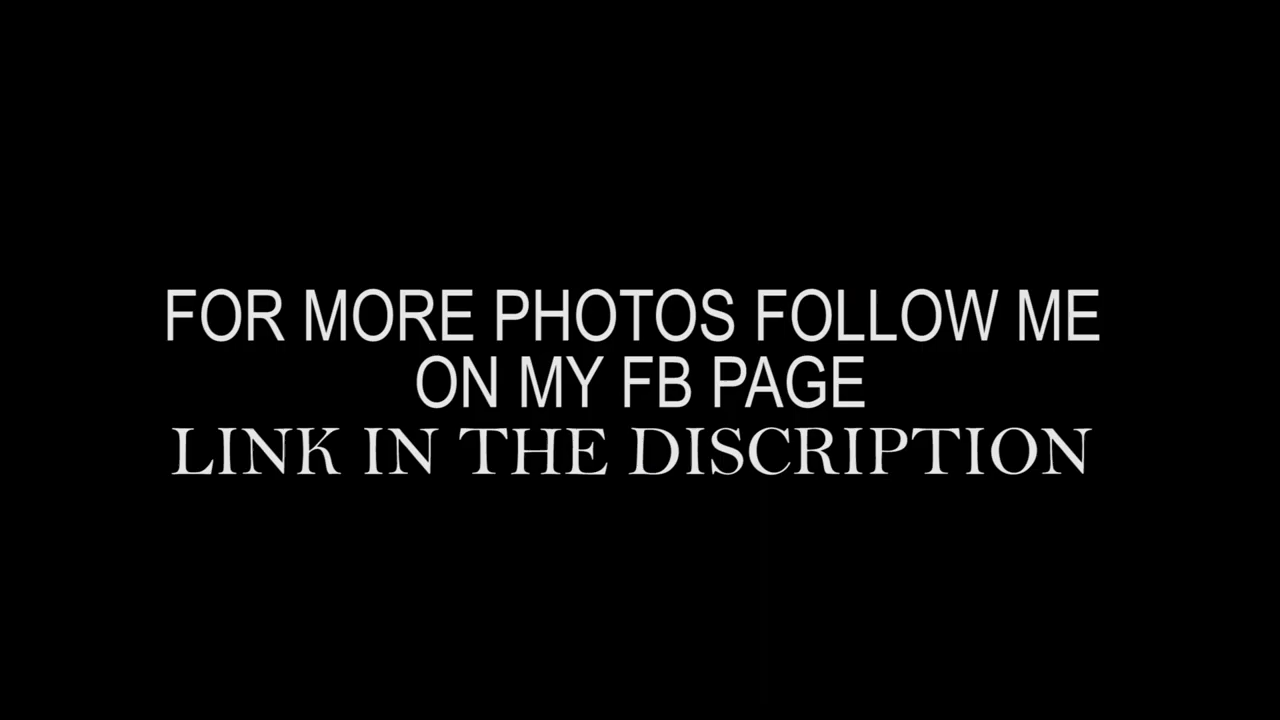 FOR MORE PHOTOS FOLLOW ME
ON MY FB PAGE
LINK IN THE DISCRIPTION